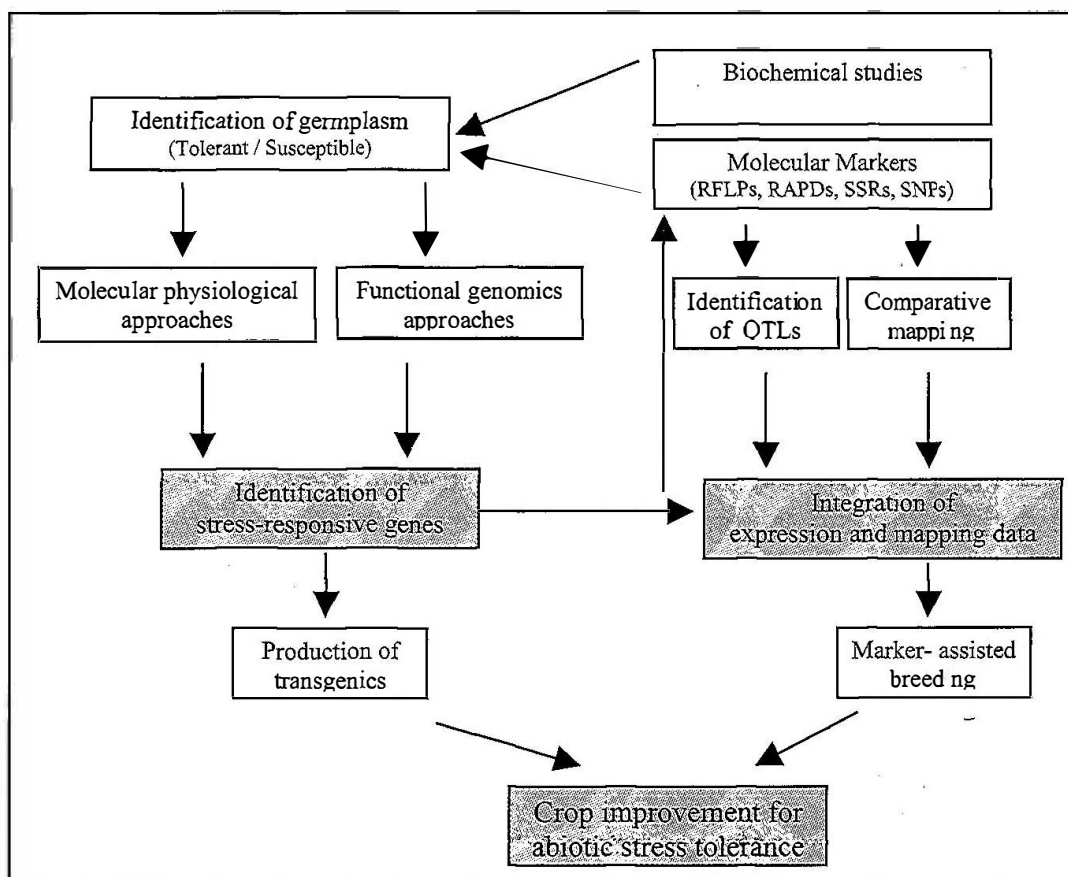 Biochemical studies
Identification of germplasm
(Tolerant / Susceptible)
Molecular Markers
(RFLPs, RAPDs, SSRs, SNPs)
Molecular physiological
approaches
Functional genomics
approaches
Identification
of QTLs
Comparative
mapping
Identification of
stress-responsive genes
Integration of
expression and mapping data
Production of
transgenics
Marker- assisted
breed ng
Crop improvement for
abiotic stress tolerance